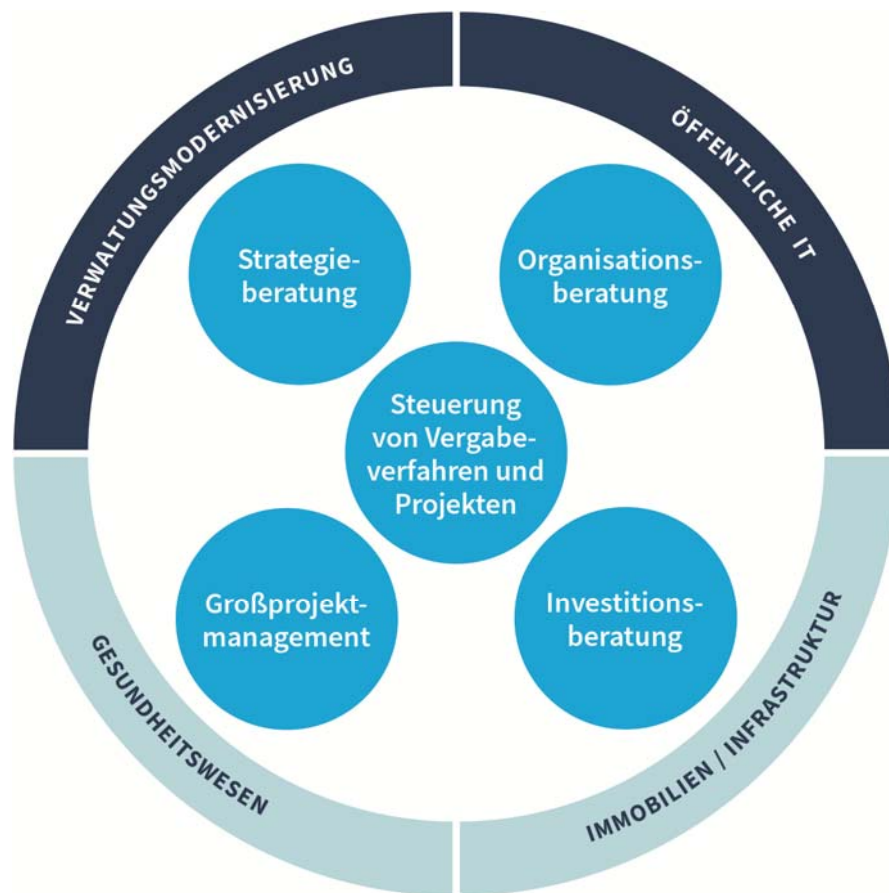 VERWALTUNGSMODERNISIERUNG
ÖFFENTLICHE IT
Strategie-
beratung
Organisations-
beratung
Steuerung
von Vergabe-
verfahren und
Projekten
Großprojekt-
management
Investitions-
beratung
GESUNDHEITSWESEN
IMMOBILIEN / INFRASTRUKTUR